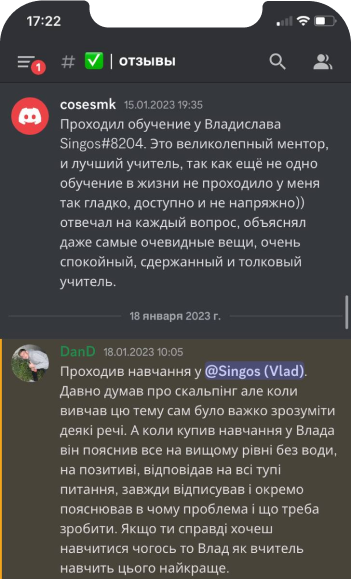 17:22
1
# ✅ | отзывы
cosesmk 15.01.2023 19:35
Проходил обучение у Владислава
Singos#8204. Это великолепный ментор,
и лучший учитель, так как ещё не одно
обучение в жизни не проходило у меня
так гладко, доступно и не напряжно))
отвечал на каждый вопрос, объяснял
даже самые очевидные вещи, очень
спокойный, сдержанный и толковый
учитель.
18 января 2023 г.
DanD 18.01.2023 10:05
Проходив навчання у @Singos (Vlad).
Давно думав про скальпінг але коли
вивчав цю тему сам було важко зрозуміти
деякі речі. А коли купив навчання у Влада
він пояснив все на вищому рівні без води,
на позитиві, відповідав на всі тупі
питання, завжди відписував і окремо
пояснював в чому проблема і що треба
зробити. Якщо ти справді хочеш
навчитися чогось то Влад як вчитель
навчить цього найкраще.